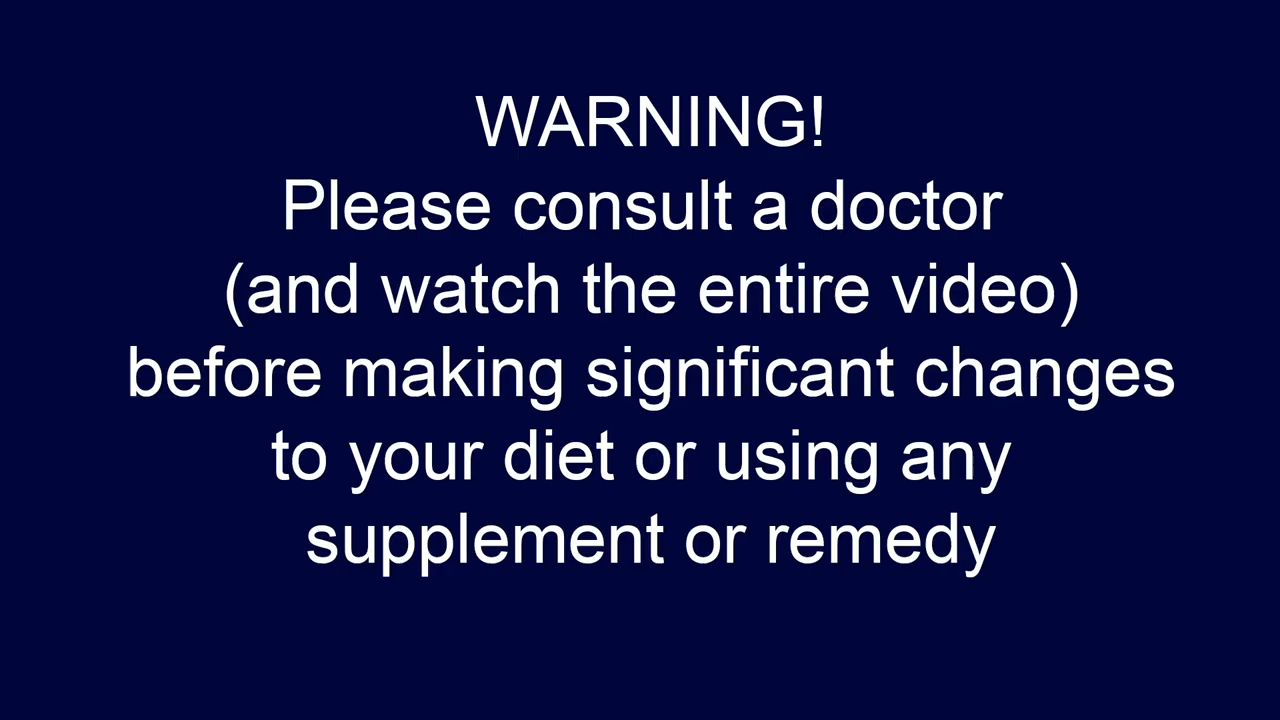 WARNING!
Please consult a doctor
(and watch the entire video)
before making significant changes
to your diet or using any
supplement or remedy